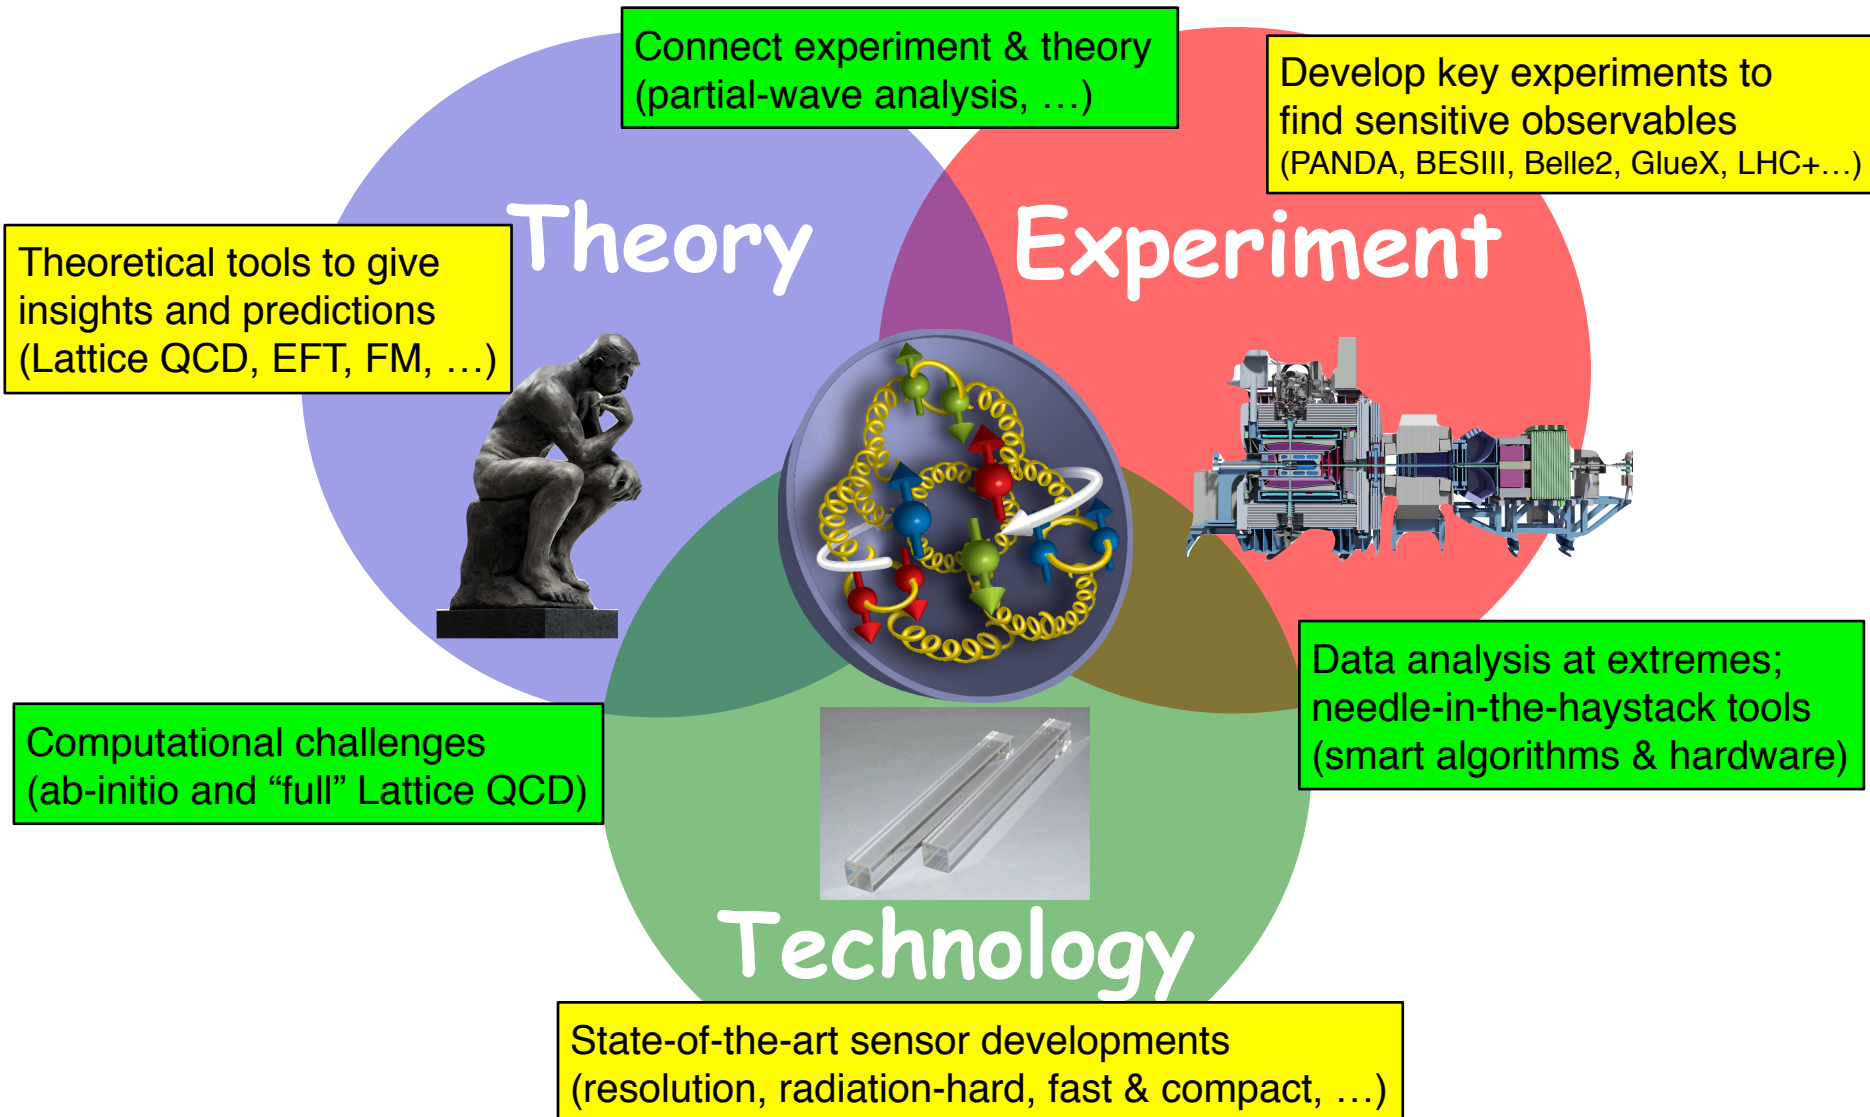 Connect experiment & theory
(partial-wave analysis, …)
Develop key experiments to
find sensitive observables
(PANDA, BESIII, Belle2, GlueX, LHC+…)
Theory
Experiment
Theoretical tools to give
insights and predictions
(Lattice QCD, EFT, FM, …)
Data analysis at extremes;
needle-in-the-haystack tools
(smart algorithms & hardware)
Computational challenges
(ab-initio and “full” Lattice QCD)
Technology
State-of-the-art sensor developments
(resolution, radiation-hard, fast & compact, …)